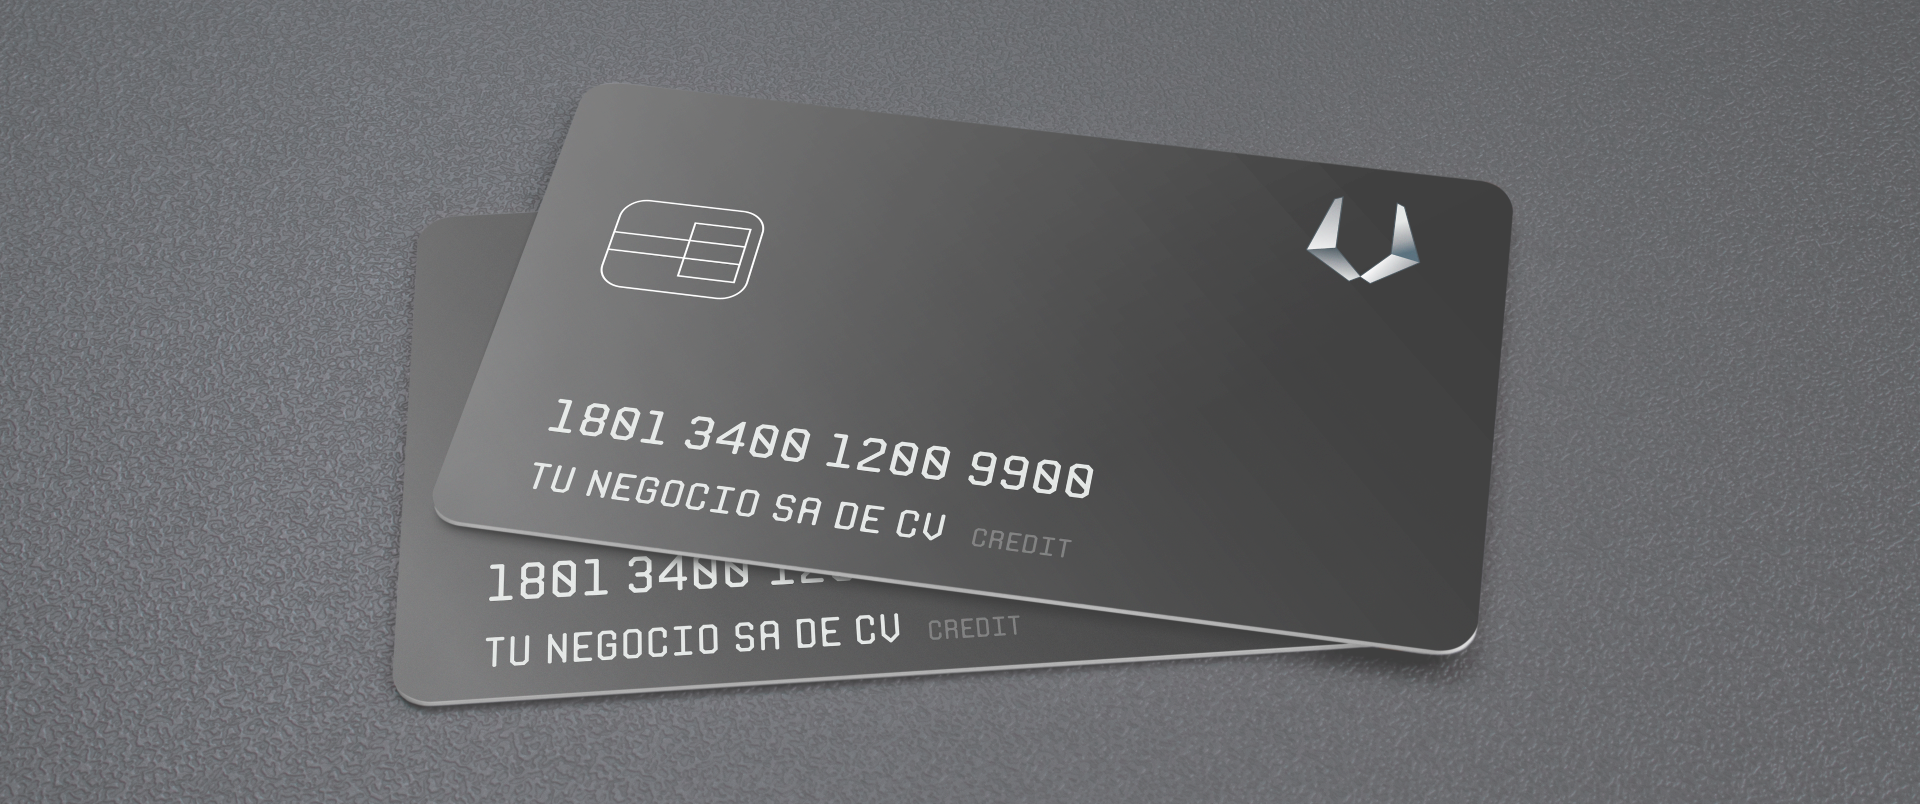 1801 3400 1200 9900
TU NEGOCIO SA DE CV CREDIT
1801 3400
TU NEGOCIO SA DE CV CREDIT